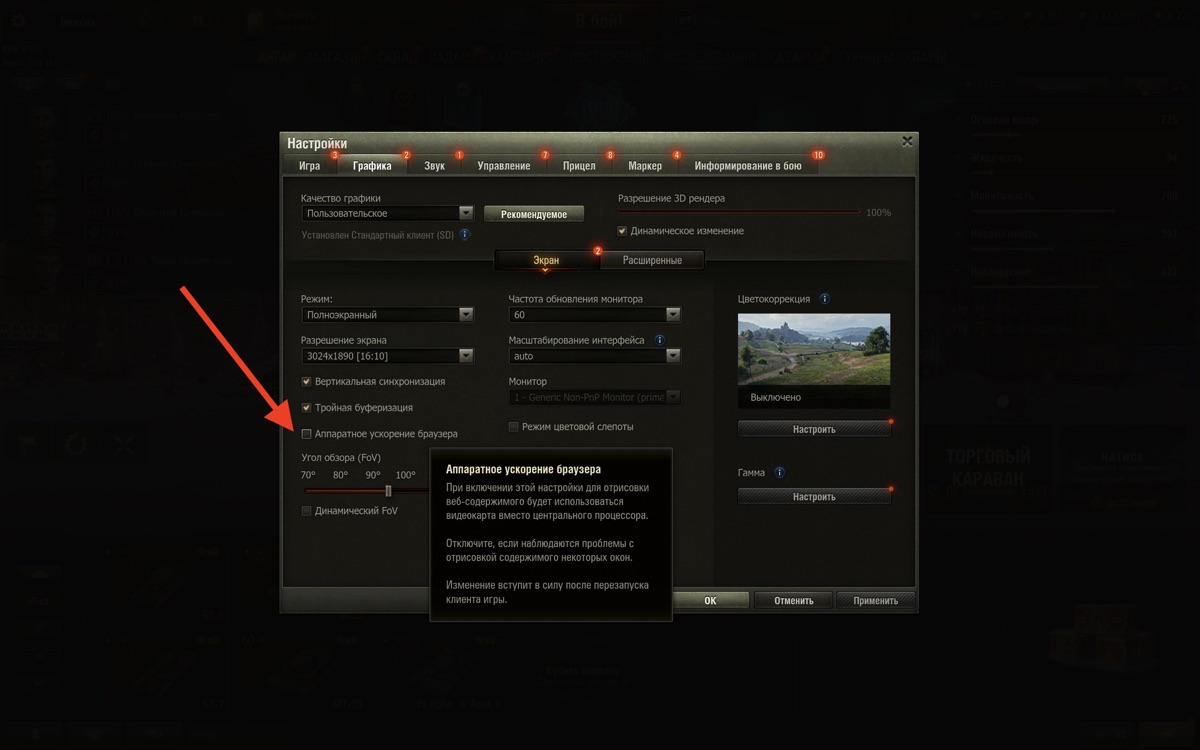 В бой!
Настройки
Игра 3 Графика 2 Звук 1 Управление 7 Прицел 8 Маркер 4 Информирование в бою 10
Качество графики
Пользовательское
Рекомендуемое
Установлен Стандартный клиент (SD)
Разрешение 3D рендера
100%
Динамическое изменение
Экран 2 Расширенные
Режим:
Полноэкранный
Разрешение экрана
3024x1890 [16:10]
Вертикальная синхронизация
Тройная буферизация
Аппаратное ускорение браузера
Угол обзора (FoV)
70° 80° 90° 100°
Динамический FoV
Частота обновления монитора
60
Масштабирование интерфейса
auto
Монитор
1 - Generic Non-PnP Monitor (prima
Режим цветовой слепоты
Цветокоррекция
Выключено
Настроить
Гамма
Настроить
Аппаратное ускорение браузера
При включении этой настройки для отрисовки
веб-содержимого будет использоваться
видеокарта вместо центрального процессора.
Отключите, если наблюдаются проблемы с
отрисовкой содержимого некоторых окон.
Изменение вступит в силу после перезапуска
клиента игры.
OK Отменить Применить
ТОРГОВЫЙ
КАРАВАН
НАТИСК